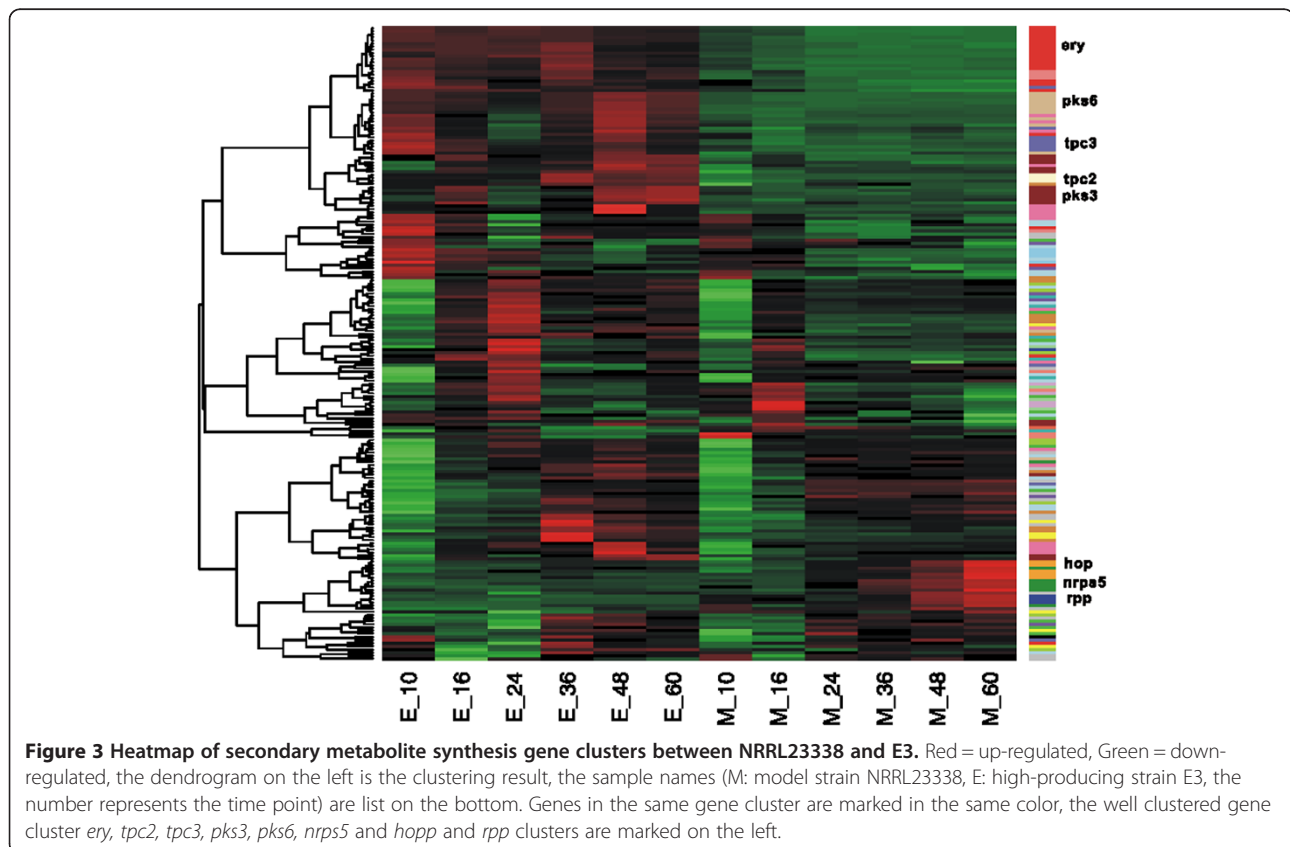 ery
pks6
tpc3
tpc2
pks3
hop
nrps5
rpp
E_10
E_16
E_24
E_36
E_48
E_60
M_10
M_16
M_24
M_36
M_48
M_60
Figure 3 Heatmap of secondary metabolite synthesis gene clusters between NRRL23338 and E3. Red = up-regulated, Green = down-
regulated, the dendrogram on the left is the clustering result, the sample names (M: model strain NRRL23338, E: high-producing strain E3, the
number represents the time point) are list on the bottom. Genes in the same gene cluster are marked in the same color, the well clustered gene
cluster ery, tpc2, tpc3, pks3, pks6, nrps5 and hopp and rpp clusters are marked on the left.